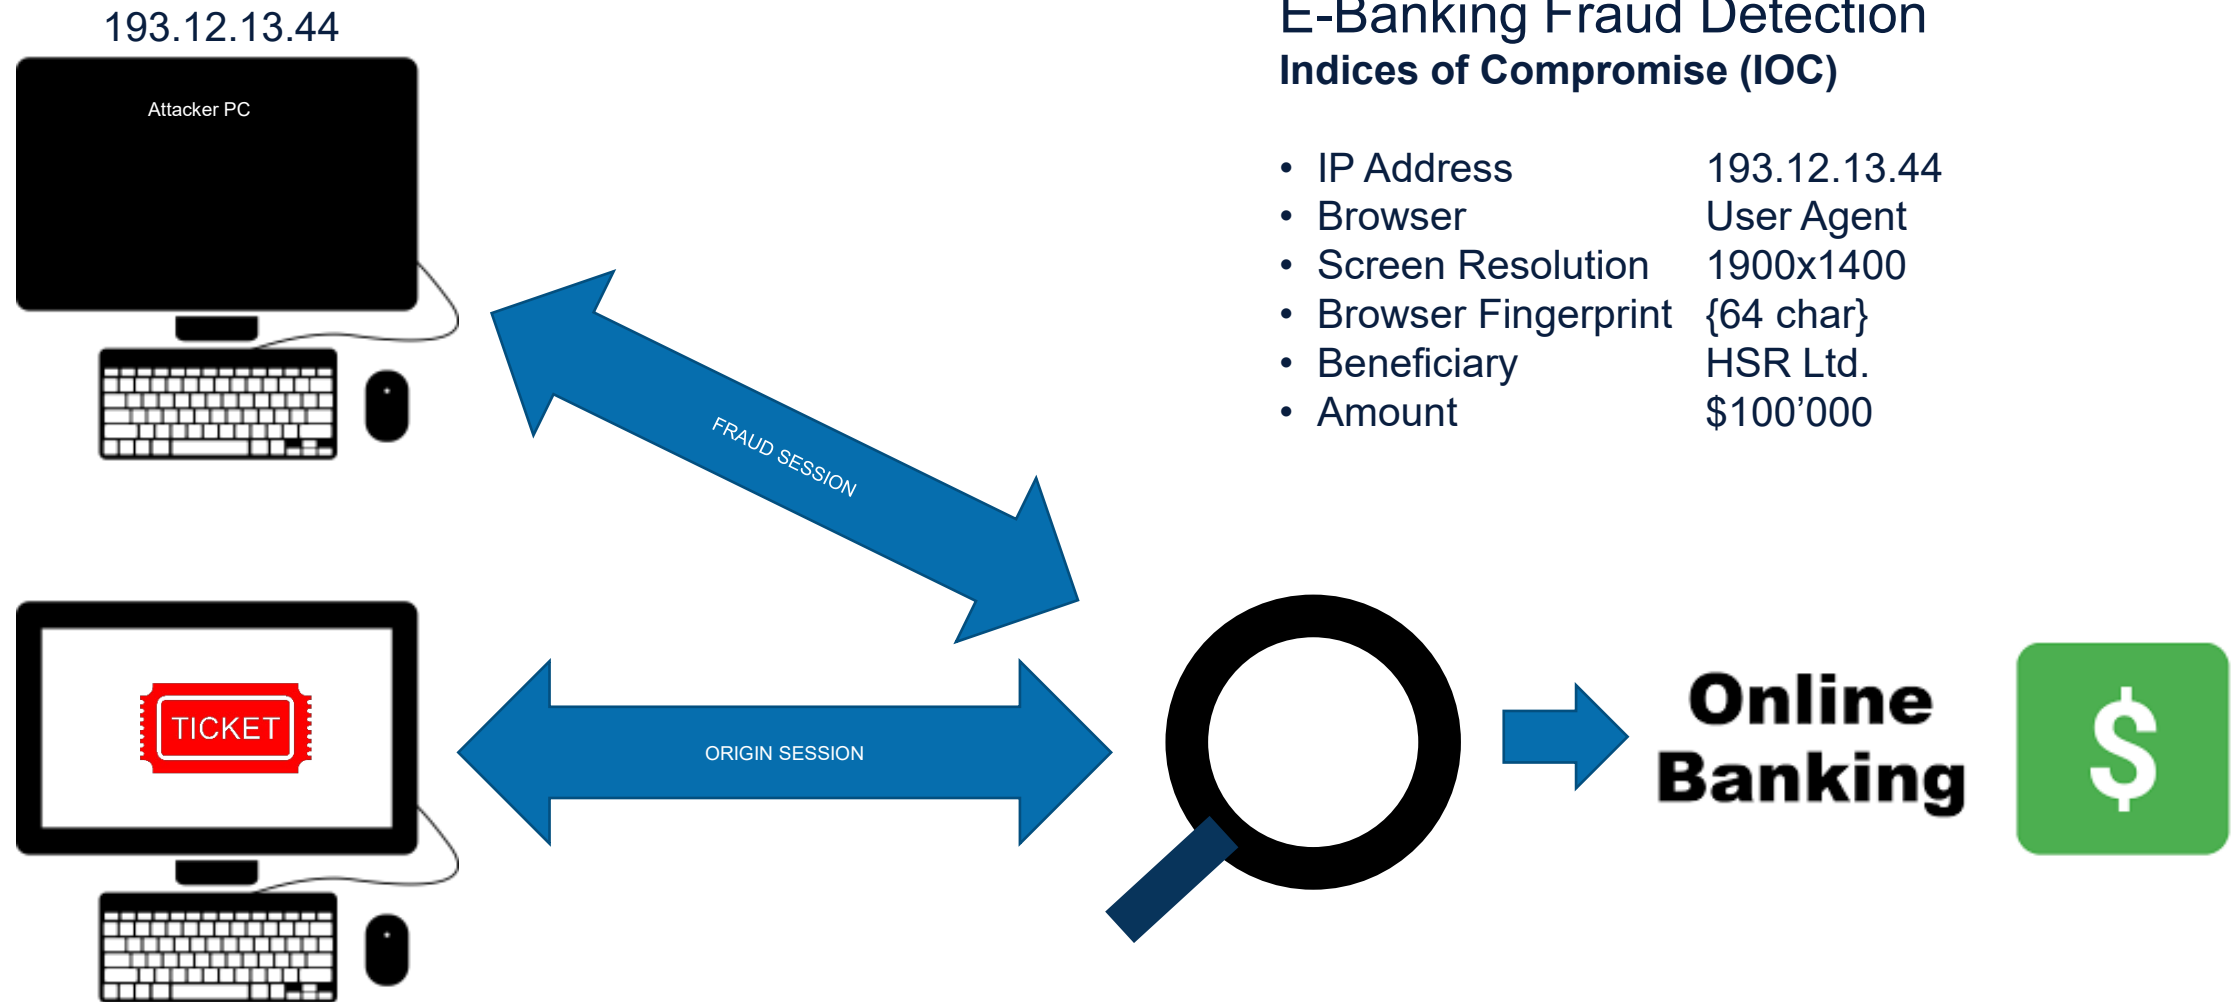 193.12.13.44
Attacker PC
E-Banking Fraud Detection
Indices of Compromise (IOC)
• IP Address 193.12.13.44
• Browser User Agent
• Screen Resolution 1900x1400
• Browser Fingerprint {64 char}
• Beneficiary HSR Ltd.
• Amount $100’000
FRAUD SESSION
TICKET
ORIGIN SESSION
Online
Banking
$